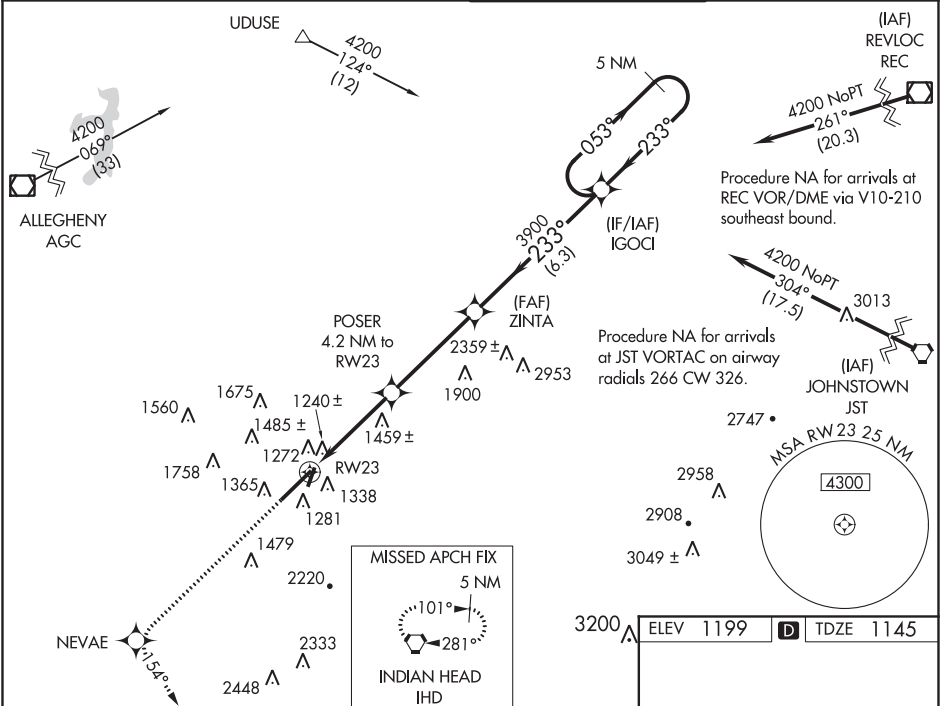 UDUSE
4200
124°
(12)
5 NM
(IAF)
REVLOC
REC
4200 NoPT
261°
(20.3)
4200
069°
(33)
053°
233°
Procedure NA for arrivals at
REC VOR/DME via V10-210
southeast bound.
ALLEGHENY
AGC
(IF/IAF)
IGOCI
3900
233°
(6.3)
4200 NoPT
304°
(17.5)
3013
(FAF)
ZINTA
POSER
4.2 NM to
RW23
2359 ±
2953
1900
Procedure NA for arrivals
at JST VORTAC on airway
radials 266 CW 326.
(IAF)
JOHNSTOWN
JST
1675
1240 ±
1560
1485 ±
1459 ±
2747
1272
MSA RW 23 25 NM
1758
RW23
4300
1365
1338
2958
1281
2908
1479
3049 ±
MISSED APCH FIX
5 NM
2220
101°
281°
INDIAN HEAD
IHD
3200
ELEV 1199 D TDZE 1145
NEVAE
154°
2333
2448